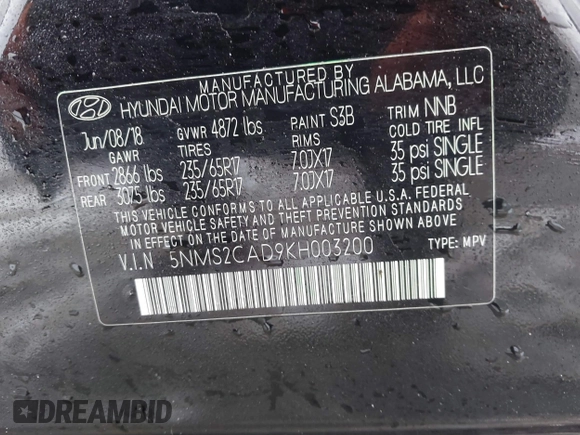 MANUFACTURED BY
HYUNDAI MOTOR MANUFACTURING ALABAMA, LLC
Jun/08/18 GVWR 4872 lbs PAINT S3B TRIM NNB
GAWR TIRES RIMS COLD TIRE INFL
FRONT 2866 lbs 235/65R17 7.0JX17 35 psi SINGLE
REAR 3075 lbs 235/65R17 7.0JX17 35 psi SINGLE
THIS VEHICLE CONFORMS TO ALL APPLICABLE U.S.A. FEDERAL
MOTOR VEHICLE SAFETY AND THEFT PREVENTION STANDARDS
IN EFFECT ON THE DATE OF MANUFACTURE SHOWN ABOVE
V.I.N 5NMS2CAD9KH003200 TYPE: MPV
DREAMBID